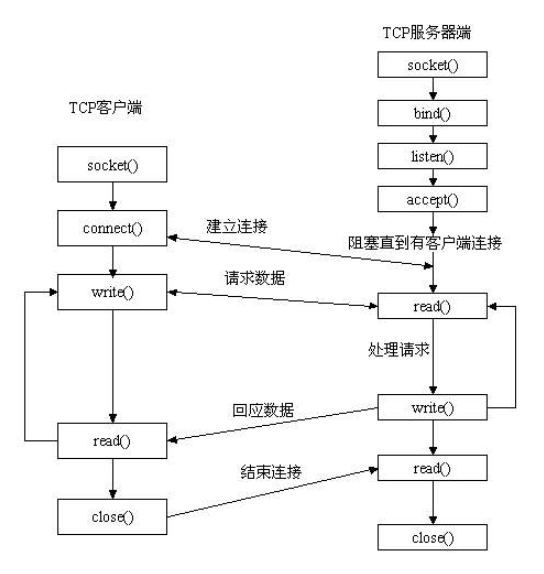 TCP服务器端
socket()
bind()
listen()
accept()
阻塞直到有客户端连接
read()
处理请求
write()
read()
close()
TCP客户端
socket()
connect()
write()
read()
close()
建立连接
请求数据
回应数据
结束连接